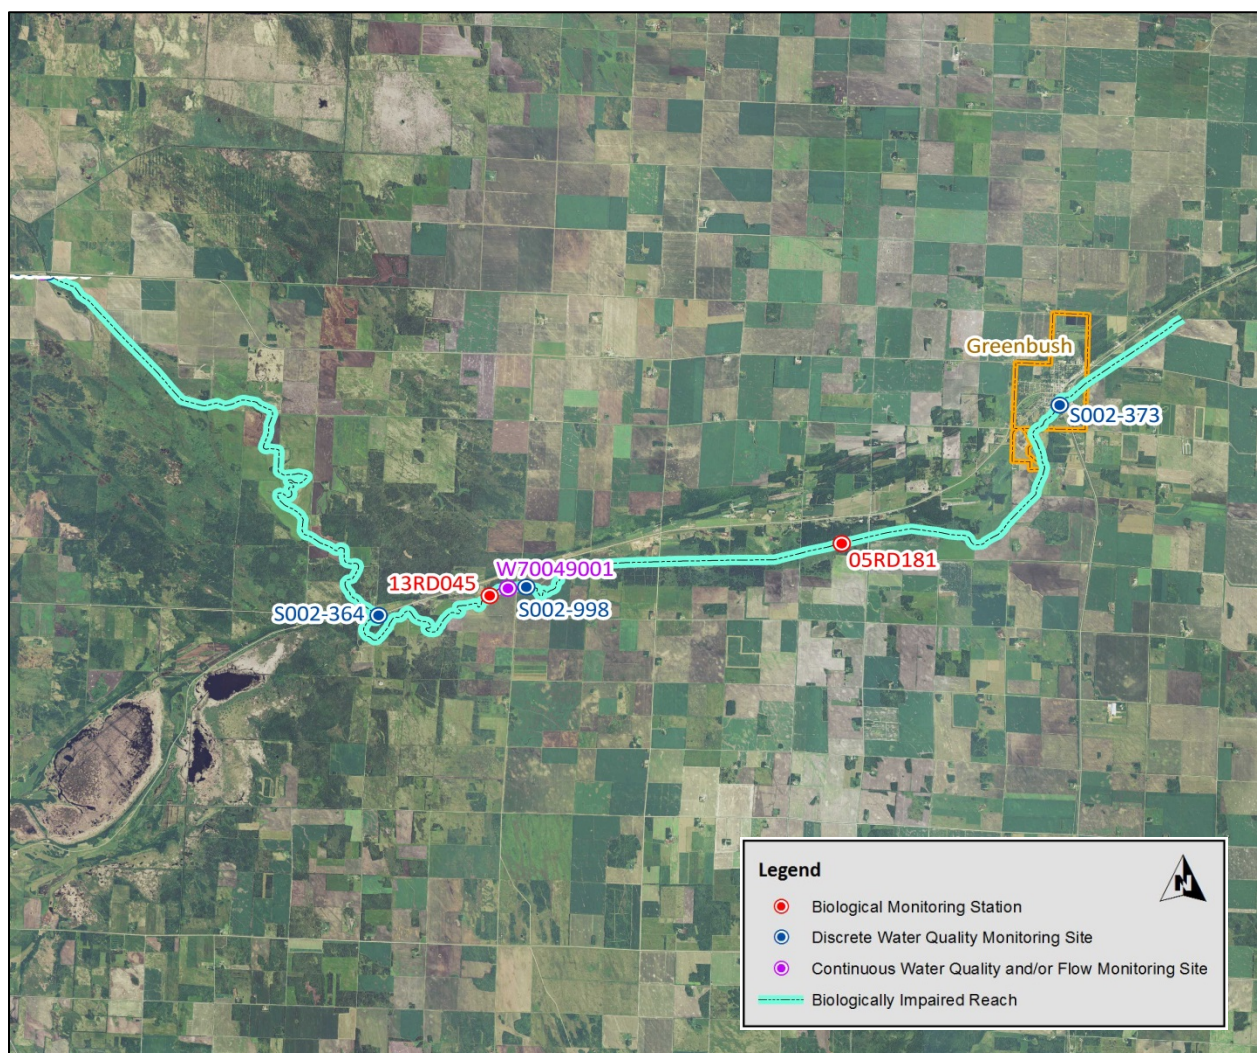 Greenbush
S002-373
05RD181
W70049001
13RD045
S002-998
S002-364
Legend
N
Biological Monitoring Station
Discrete Water Quality Monitoring Site
Continuous Water Quality and/or Flow Monitoring Site
Biologically Impaired Reach